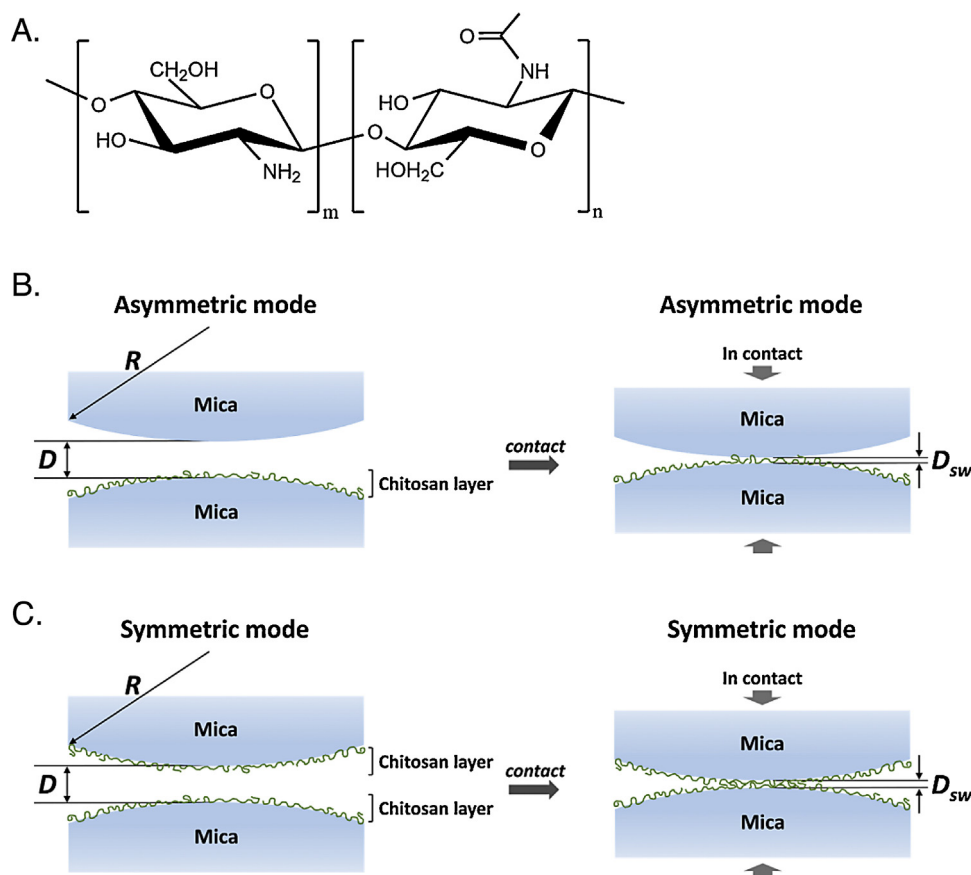 A.
CH2OH
O
O
HO
NH2
m
O
O
NH
HO
HOH2C
O
n
B.
Asymmetric mode
R
Mica
D
Chitosan layer
Mica
contact
Asymmetric mode
In contact
Mica
Dsw
Mica
C.
Symmetric mode
R
Mica
Chitosan layer
D
Chitosan layer
Mica
contact
Symmetric mode
In contact
Mica
Dsw
Mica